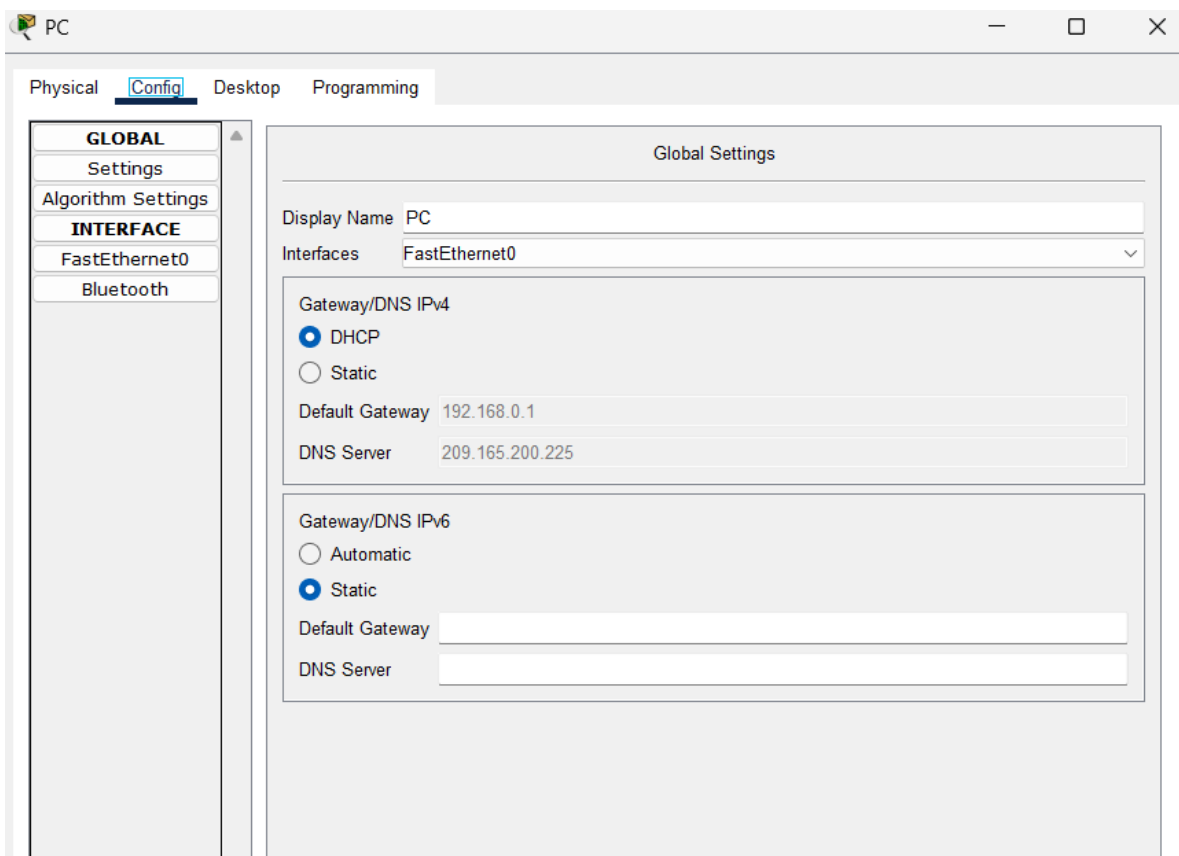 PC
Physical Config Desktop Programming
GLOBAL
Settings
Algorithm Settings
INTERFACE
FastEthernet0
Bluetooth
Global Settings
Display Name PC
Interfaces FastEthernet0
Gateway/DNS IPv4
DHCP
Static
Default Gateway 192.168.0.1
DNS Server 209.165.200.225
Gateway/DNS IPv6
Automatic
Static
Default Gateway
DNS Server